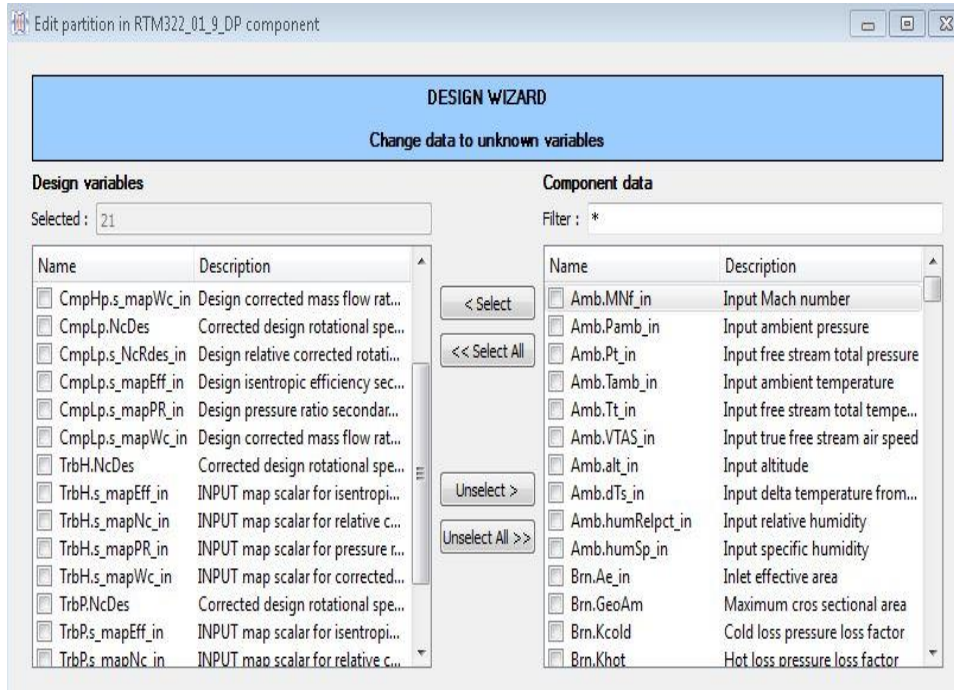 Edit partition in RTM322_01_9_DP component
DESIGN WIZARD
Change data to unknown variables
Design variables
Selected : 21
Name Description
CmpHp.s_mapWc_in Design corrected mass flow rat...
CmpLp.NcDes Corrected design rotational spe...
CmpLp.s_NcRdes_in Design relative corrected rotati...
CmpLp.s_mapEff_in Design isentropic efficiency sec...
CmpLp.s_mapPR_in Design pressure ratio secondar...
CmpLp.s_mapWc_in Design corrected mass flow rat...
TrbH.NcDes Corrected design rotational spe...
TrbH.s_mapEff_in INPUT map scalar for isentropi...
TrbH.s_mapNc_in INPUT map scalar for relative c...
TrbH.s_mapPR_in INPUT map scalar for pressure r...
TrbH.s_mapWc_in INPUT map scalar for corrected...
TrbP.NcDes Corrected design rotational spe...
TrbP.s_mapEff_in INPUT map scalar for isentropi...
TrbP.s_mapNc_in INPUT map scalar for relative c...
< Select
<< Select All
Unselect >
Unselect All >>
Component data
Filter : *
Name Description
Amb.MNf_in Input Mach number
Amb.Pamb_in Input ambient pressure
Amb.Pt_in Input free stream total pressure
Amb.Tamb_in Input ambient temperature
Amb.Tt_in Input free stream total tempe...
Amb.VTAS_in Input true free stream air speed
Amb.alt_in Input altitude
Amb.dTs_in Input delta temperature from...
Amb.humRelpct_in Input relative humidity
Amb.humSp_in Input specific humidity
Brn.Ae_in Inlet effective area
Brn.GeoAm Maximum cros sectional area
Brn.Kcold Cold loss pressure loss factor
Brn.Khot Hot loss pressure loss factor